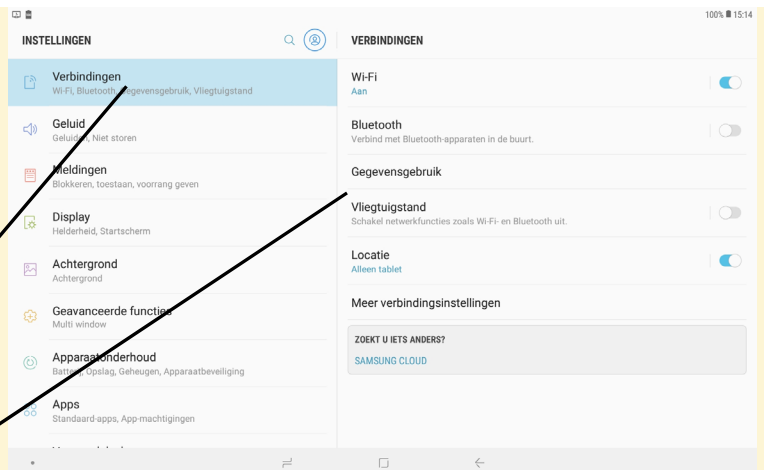 100% 15:14
INSTELLINGEN
Verbindingen
Wi-Fi, Bluetooth, Gegevensgebruik, Vliegtuigstand
Geluid
Geluiden, Niet storen
Meldingen
Blokkeren, toestaan, voorrang geven
Display
Helderheid, Startscherm
Achtergrond
Achtergrond
Geavanceerde functies
Multi window
Apparaatonderhoud
Batterij, Opslag, Geheugen, Apparaatbeveiliging
Apps
Standaard-apps, App-machtigingen
VERBINDINGEN
Wi-Fi
Aan
Bluetooth
Verbind met Bluetooth-apparaten in de buurt.
Gegevensgebruik
Vliegtuigstand
Schakel netwerkfuncties zoals Wi-Fi- en Bluetooth uit.
Locatie
Alleen tablet
Meer verbindingsinstellingen
ZOEKT U IETS ANDERS?
SAMSUNG CLOUD